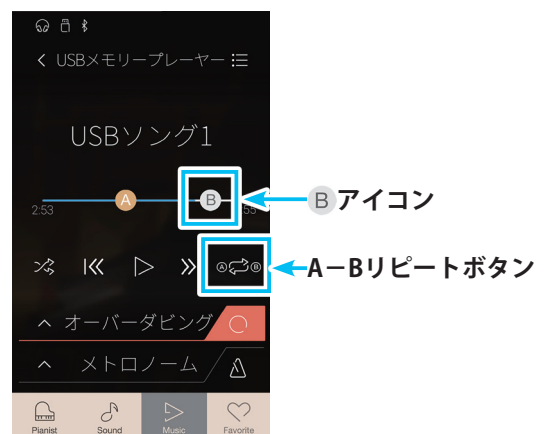 USBメモリープレーヤー
USBソング1
A
B
2:53
:55
Bアイコン
A B
A−Bリピートボタン
オーバーダビング
メトロノーム
Pianist Sound Music Favorite